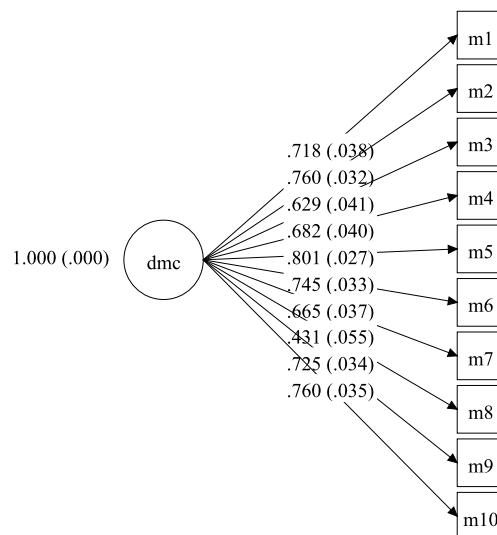 m1
m2
m3
m4
m5
m6
m7
m8
m9
m10
.718 (.038)
.760 (.032)
.629 (.041)
.682 (.040)
.801 (.027)
.745 (.033)
.665 (.037)
.431 (.055)
.725 (.034)
.760 (.035)
1.000 (.000)
dmc